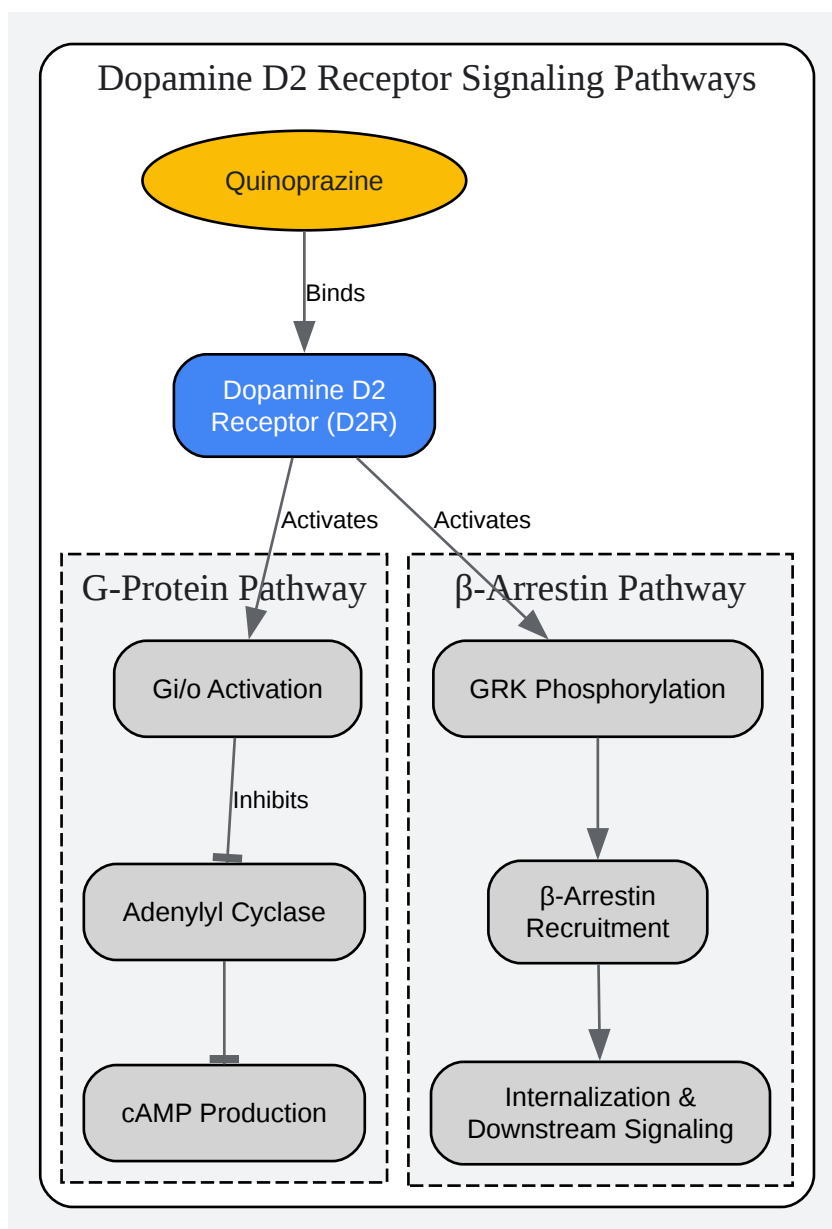 Dopamine D2 Receptor Signaling Pathways
Quinoprazine
Binds
Dopamine D2
Receptor (D2R)
Activates
Activates
G-Protein Pathway
Gi/o Activation
Inhibits
Adenylyl Cyclase
cAMP Production
β-Arrestin Pathway
GRK Phosphorylation
β-Arrestin
Recruitment
Internalization &
Downstream Signaling